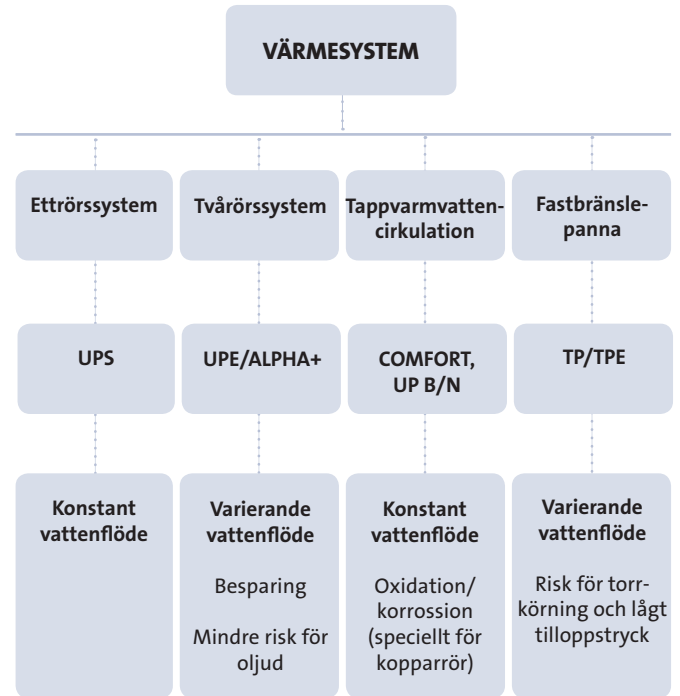 VÄRMESYSTEM
Ettrörssystem
Tvårörssystem
Tappvarmvatten-
cirkulation
Fastbränsle-
panna
UPS
UPE/ALPHA+
COMFORT,
UP B/N
TP/TPE
Konstant
vattenflöde
Varierande
vattenflöde
Besparing
Mindre risk för
oljud
Konstant
vattenflöde
Oxidation/
korrossion
(speciellt för
kopparrör)
Varierande
vattenflöde
Risk för torr-
körning och lågt
tilloppstryck